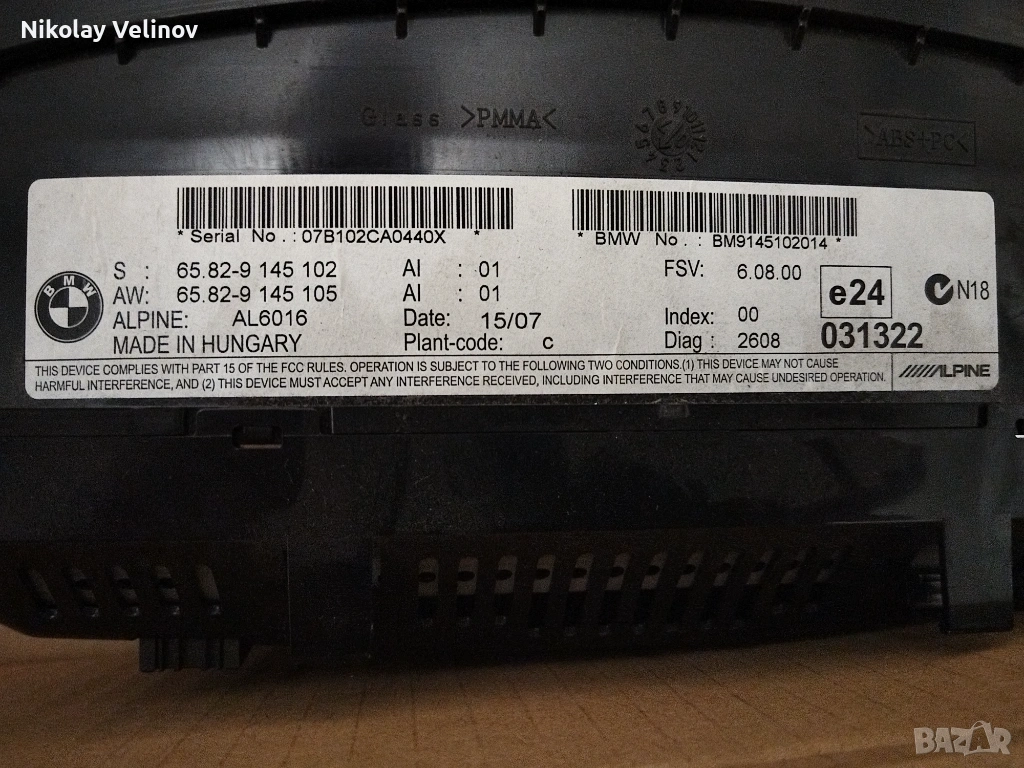 Nikolay Velinov
Glass >PMMA<
>ABS+PC<
* Serial No.: 07B102CA0440X *
* BMW No.: BM9145102014 *
BMW
S : 65.82-9 145 102 AI : 01 FSV: 6.08.00
AW: 65.82-9 145 105 AI : 01 e24 N18
ALPINE: AL6016 Date: 15/07 Index: 00
MADE IN HUNGARY Plant-code: c Diag : 2608 031322
THIS DEVICE COMPLIES WITH PART 15 OF THE FCC RULES. OPERATION IS SUBJECT TO THE FOLLOWING TWO CONDITIONS.(1) THIS DEVICE MAY NOT CAUSE
HARMFUL INTERFERENCE, AND (2) THIS DEVICE MUST ACCEPT ANY INTERFERENCE RECEIVED, INCLUDING INTERFERENCE THAT MAY CAUSE UNDESIRED OPERATION.
ALPINE
BAZAR